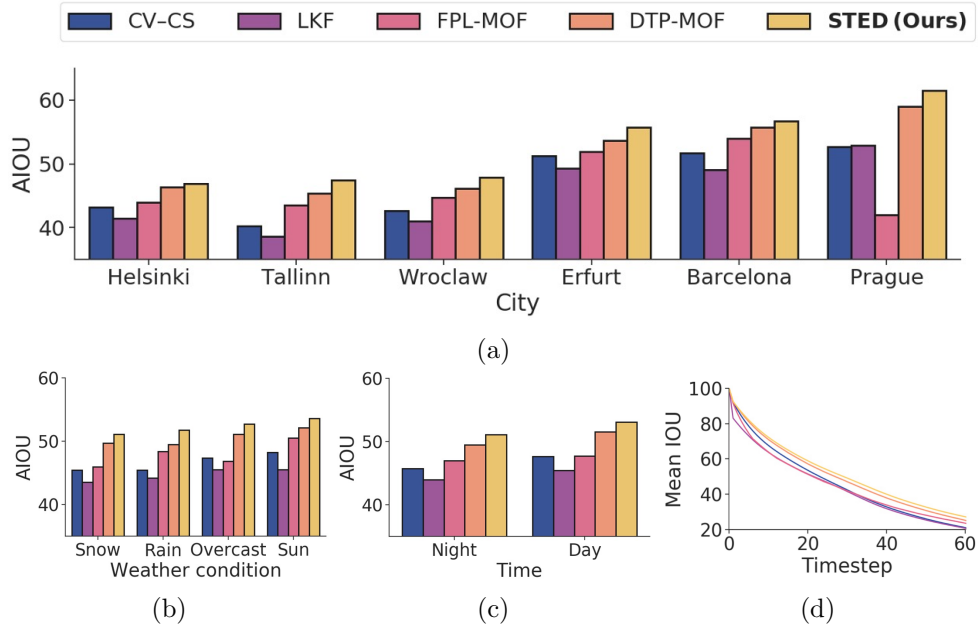 CV–CS LKF FPL-MOF DTP-MOF STED (Ours)
60
50
40
AIOU
Helsinki Tallinn Wroclaw Erfurt Barcelona Prague
City
(a)
60
50
40
AIOU
Snow Rain Overcast Sun
Weather condition
(b)
60
50
40
AIOU
Night Day
Time
(c)
100
80
60
40
20
Mean IOU
0 20 40 60
Timestep
(d)